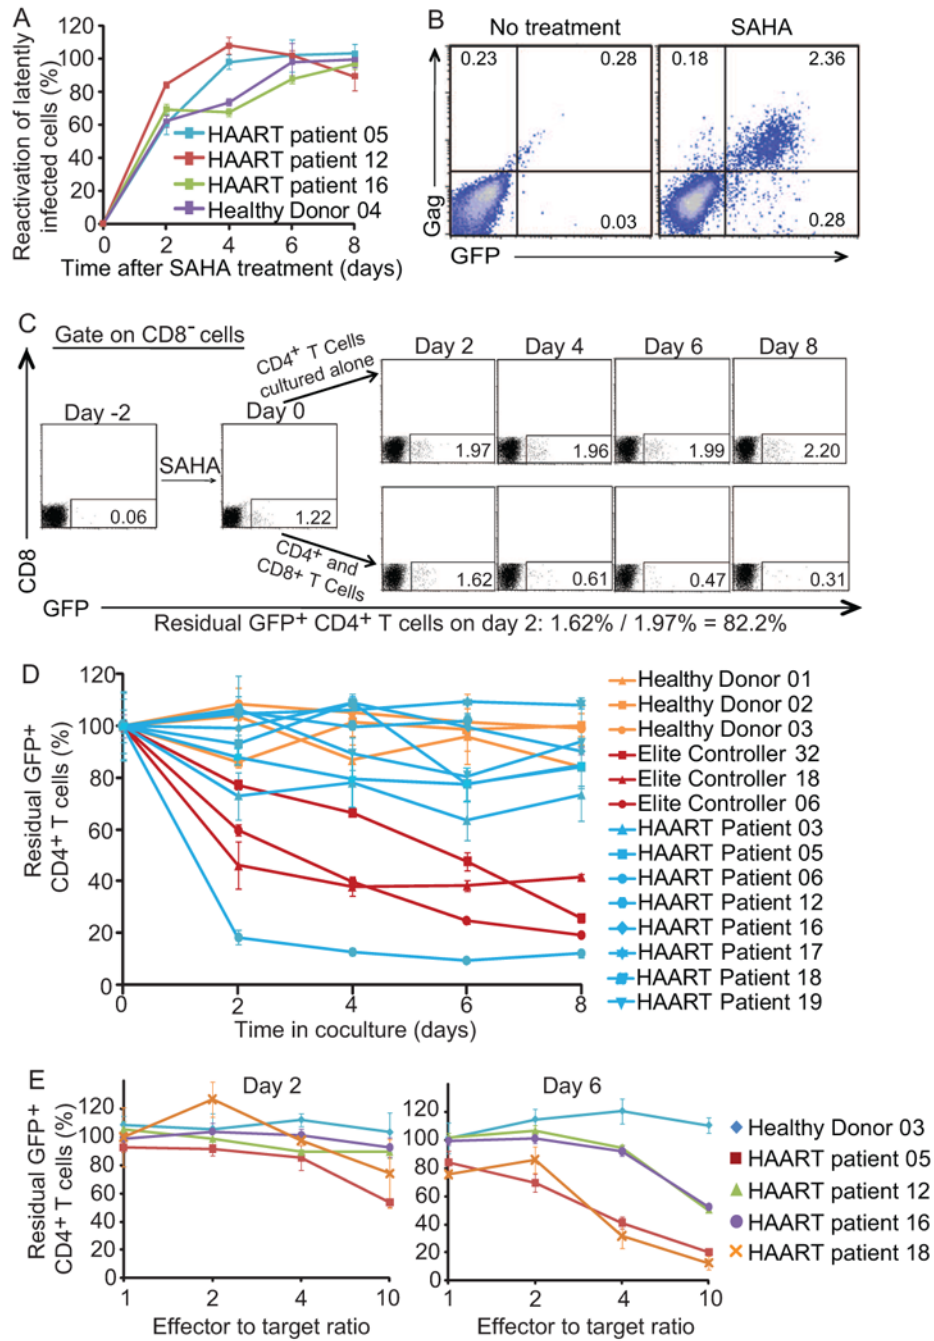 A
Reactivation of latently
infected cells (%)
120
100
80
60
40
20
0
0 2 4 6 8
HAART patient 05
HAART patient 12
HAART patient 16
Healthy Donor 04
Time after SAHA treatment (days)
B
No treatment
SAHA
0.23
0.28
0.03
0.18
2.36
0.28
Gag
GFP
C
Gate on CD8- cells
CD4+ T Cells
cultured alone
Day -2
Day 0
Day 2
Day 4
Day 6
Day 8
SAHA
0.06
1.22
1.97
1.96
1.99
2.20
CD4+ and
CD8+ T Cells
1.62
0.61
0.47
0.31
CD8
GFP
Residual GFP+ CD4+ T cells on day 2: 1.62% / 1.97% = 82.2%
D
Residual GFP+
CD4+ T cells (%)
120
100
80
60
40
20
0
0 2 4 6 8
Time in coculture (days)
Healthy Donor 01
Healthy Donor 02
Healthy Donor 03
Elite Controller 32
Elite Controller 18
Elite Controller 06
HAART Patient 03
HAART Patient 05
HAART Patient 06
HAART Patient 12
HAART Patient 16
HAART Patient 17
HAART Patient 18
HAART Patient 19
E
Residual GFP+
CD4+ T cells (%)
Day 2
120
100
80
60
40
20
0
1 2 4 10
Effector to target ratio
Day 6
120
100
80
60
40
20
0
1 2 4 10
Effector to target ratio
Healthy Donor 03
HAART patient 05
HAART patient 12
HAART patient 16
HAART patient 18